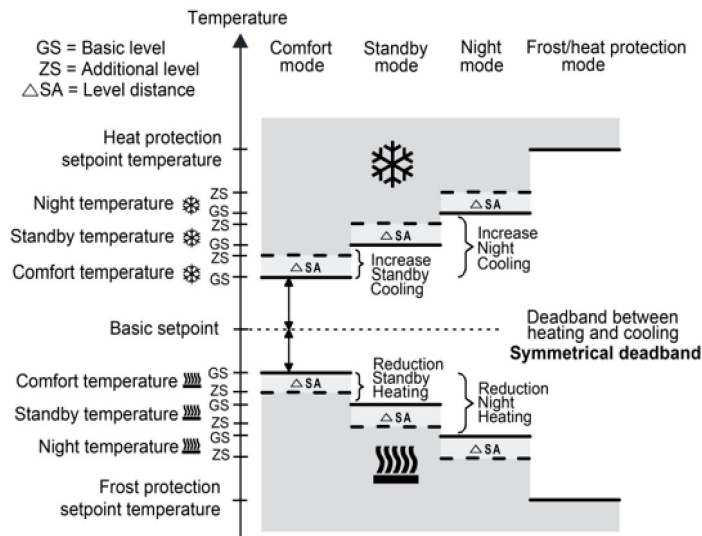 Temperature
GS = Basic level
ZS = Additional level
△SA = Level distance
Comfort
mode
Standby
mode
Night
mode
Frost/heat protection
mode
Heat protection
setpoint temperature
Night temperature
ZS
GS
△SA
Standby temperature
ZS
GS
△SA
Increase
Night
Cooling
Comfort temperature
ZS
GS
△SA
Increase
Standby
Cooling
Basic setpoint
Deadband between
heating and cooling
Symmetrical deadband
Comfort temperature
GS
ZS
△SA
Reduction
Standby
Heating
Standby temperature
GS
ZS
△SA
Reduction
Night
Heating
Night temperature
GS
ZS
△SA
Frost protection
setpoint temperature